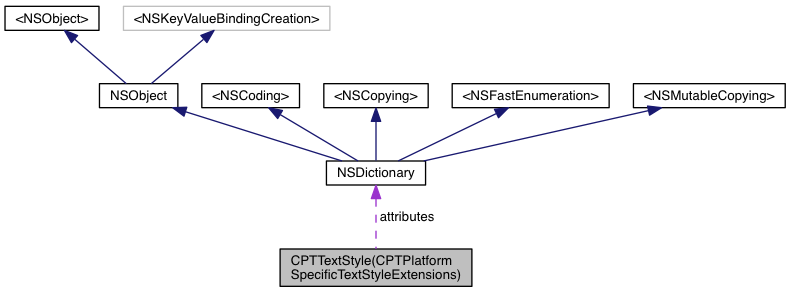 <NSObject>
<NSKeyValueBindingCreation>
NSObject
<NSCoding>
<NSCopying>
<NSFastEnumeration>
<NSMutableCopying>
NSDictionary
attributes
CPTTextStyle(CPTPlatform
SpecificTextStyleExtensions)